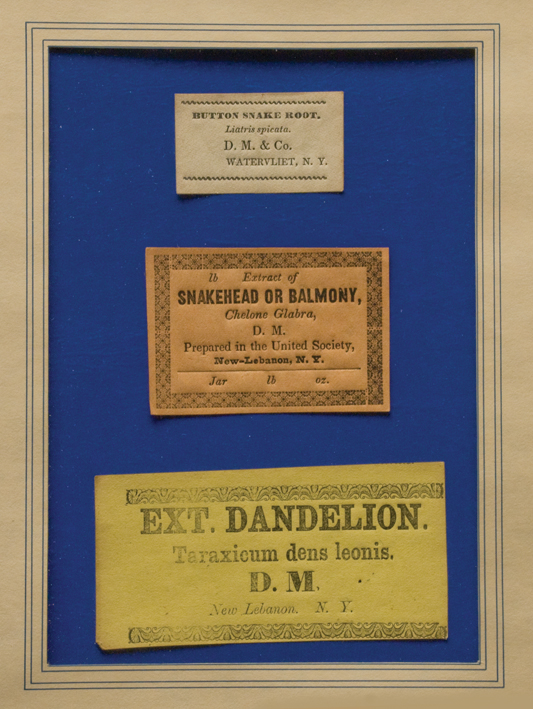 BUTTON SNAKE ROOT.
Liatris spicata.
D. M. & Co.
WATERVLIET, N. Y.
lb Extract of
SNAKEHEAD OR BALMONY,
Chelone Glabra,
D. M.
Prepared in the United Society,
New-Lebanon, N. Y.
Jar lb oz.
EXT. DANDELION.
Taraxicum dens leonis.
D. M.
New Lebanon. N. Y.